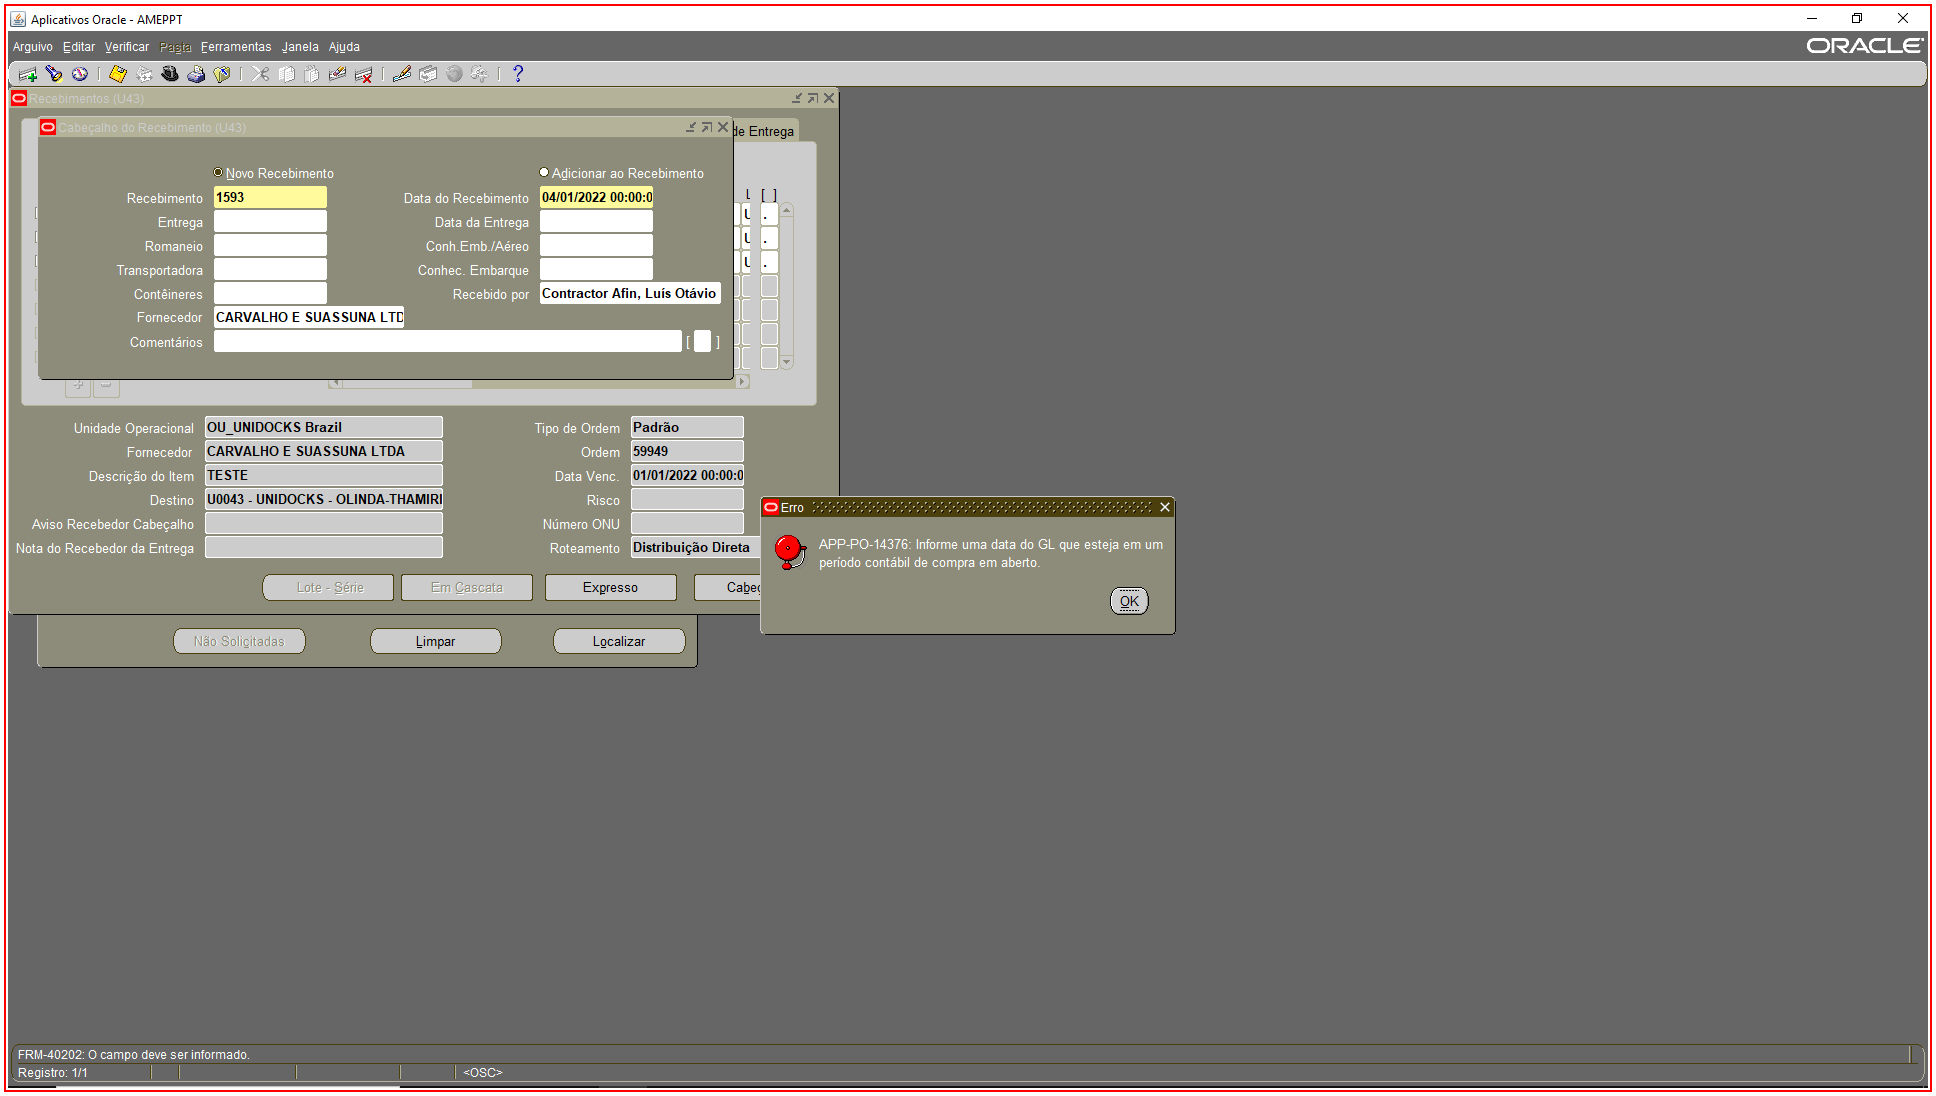 Aplicativos Oracle - AMEPPT
Arquivo Editar Verificar Pasta Ferramentas Janela Ajuda
ORACLE
Recebimentos (U43)
Cabeçalho do Recebimento (U43)
de Entrega
Novo Recebimento
Adicionar ao Recebimento
Recebimento 1593
Data do Recebimento 04/01/2022 00:00:0
L [ ]
Entrega
Data da Entrega
Romaneio
Conh.Emb./Aéreo
Transportadora
Conhec. Embarque
Contêineres
Recebido por Contractor Afin, Luís Otávio
Fornecedor CARVALHO E SUASSUNA LTD
Comentários [ ]
Unidade Operacional OU_UNIDOCKS Brazil
Tipo de Ordem Padrão
Fornecedor CARVALHO E SUASSUNA LTDA
Ordem 59949
Descrição do Item TESTE
Data Venc. 01/01/2022 00:00:0
Destino U0043 - UNIDOCKS - OLINDA-THAMIRI
Risco
Aviso Recebedor Cabeçalho
Número ONU
Nota do Recebedor da Entrega
Roteamento Distribuição Direta
Lote - Série
Em Cascata
Expresso
Cabeç
Não Solicitadas
Limpar
Localizar
Erro
APP-PO-14376: Informe uma data do GL que esteja em um
período contábil de compra em aberto.
OK
FRM-40202: O campo deve ser informado.
Registro: 1/1
<OSC>